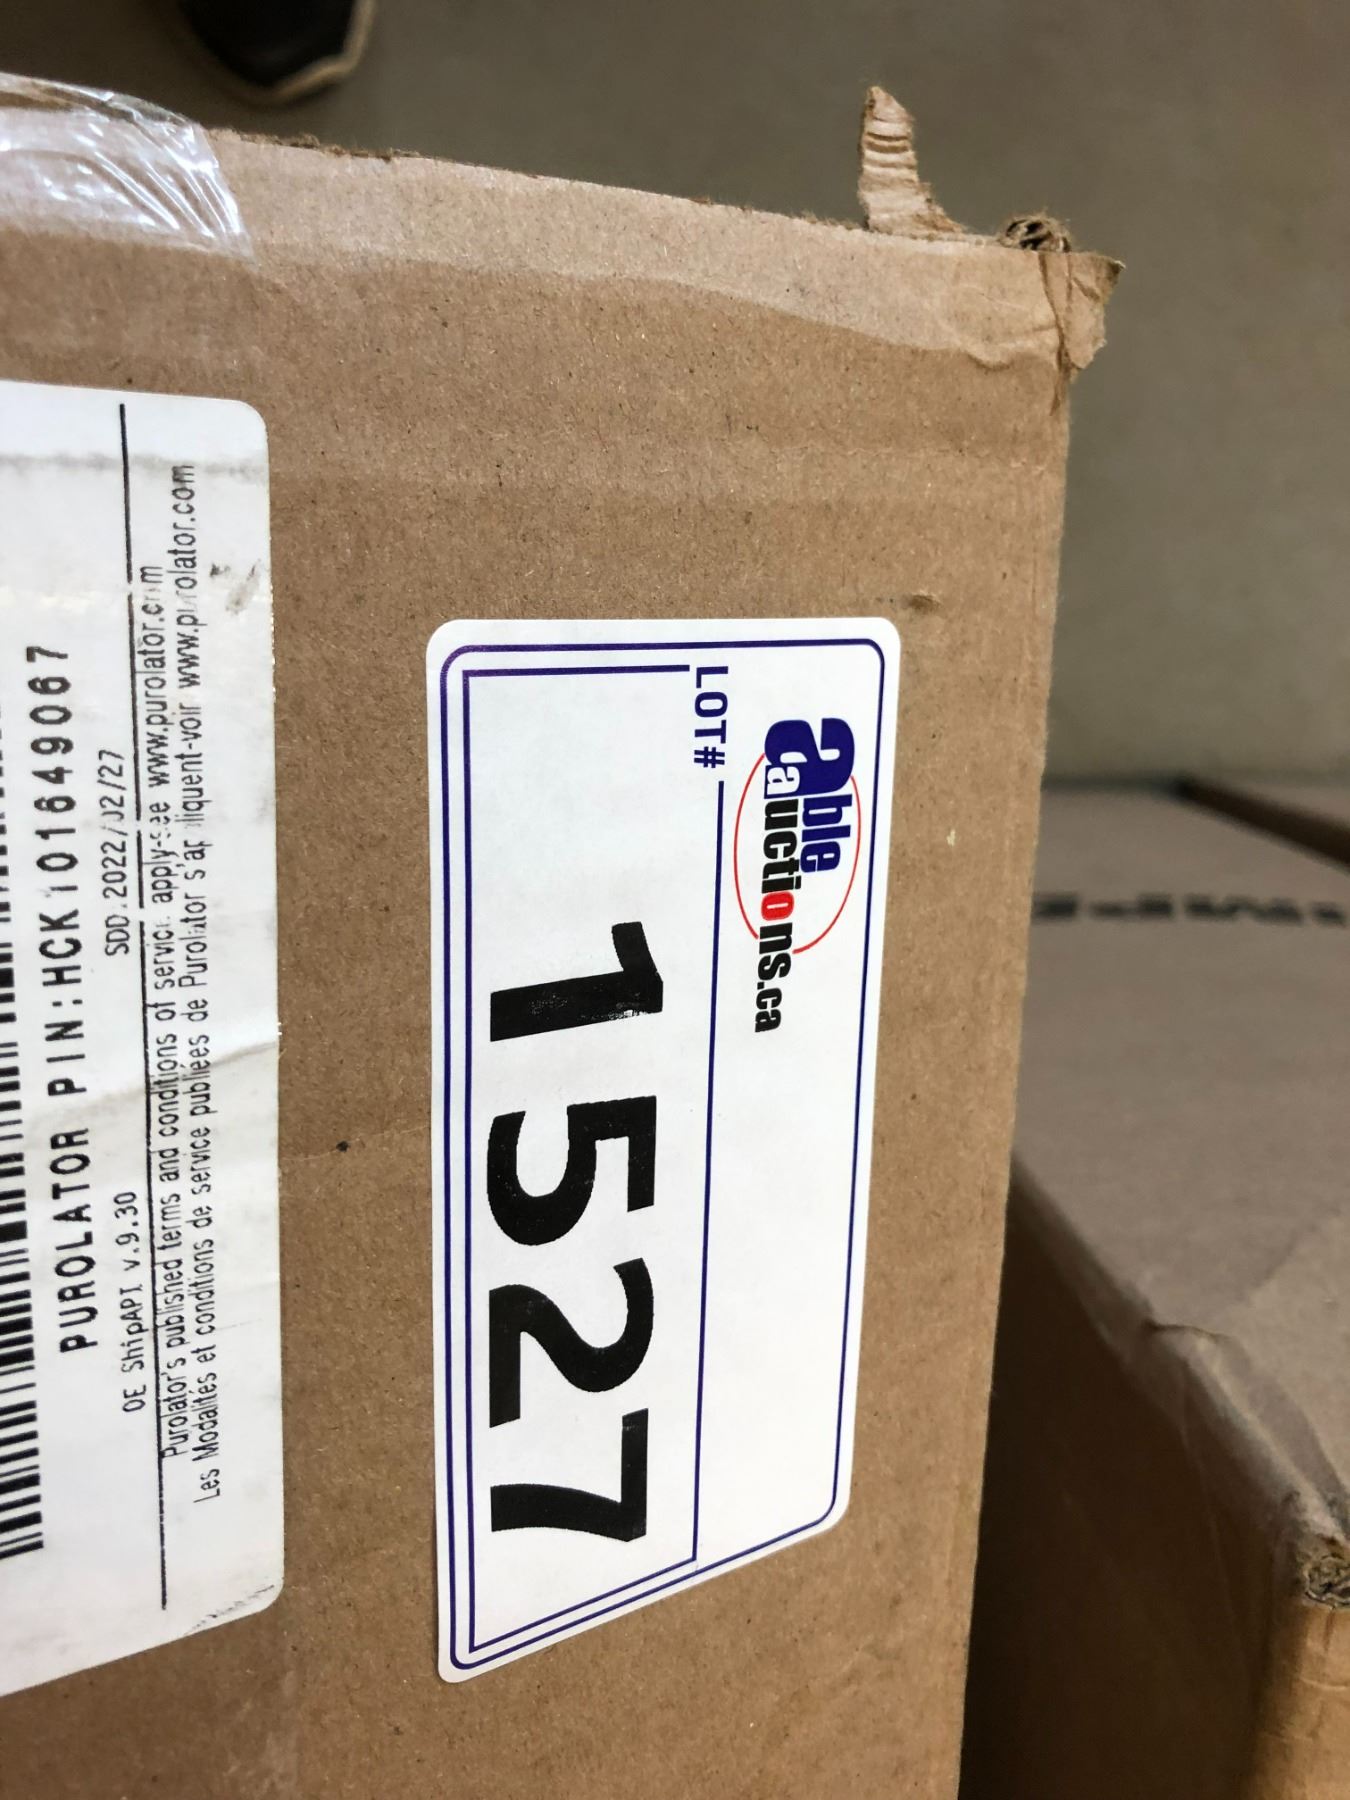 PUROLATOR PIN:HCK101649067
SDD:2022/02/27
OE ShipAPI v.9.30
Purolator's published terms and conditions of service apply-see www.purolator.com
Les Modalités et conditions de service publiées de Purolator s'appliquent-voir www.purolator.com
able
auctions.ca
LOT#
1527